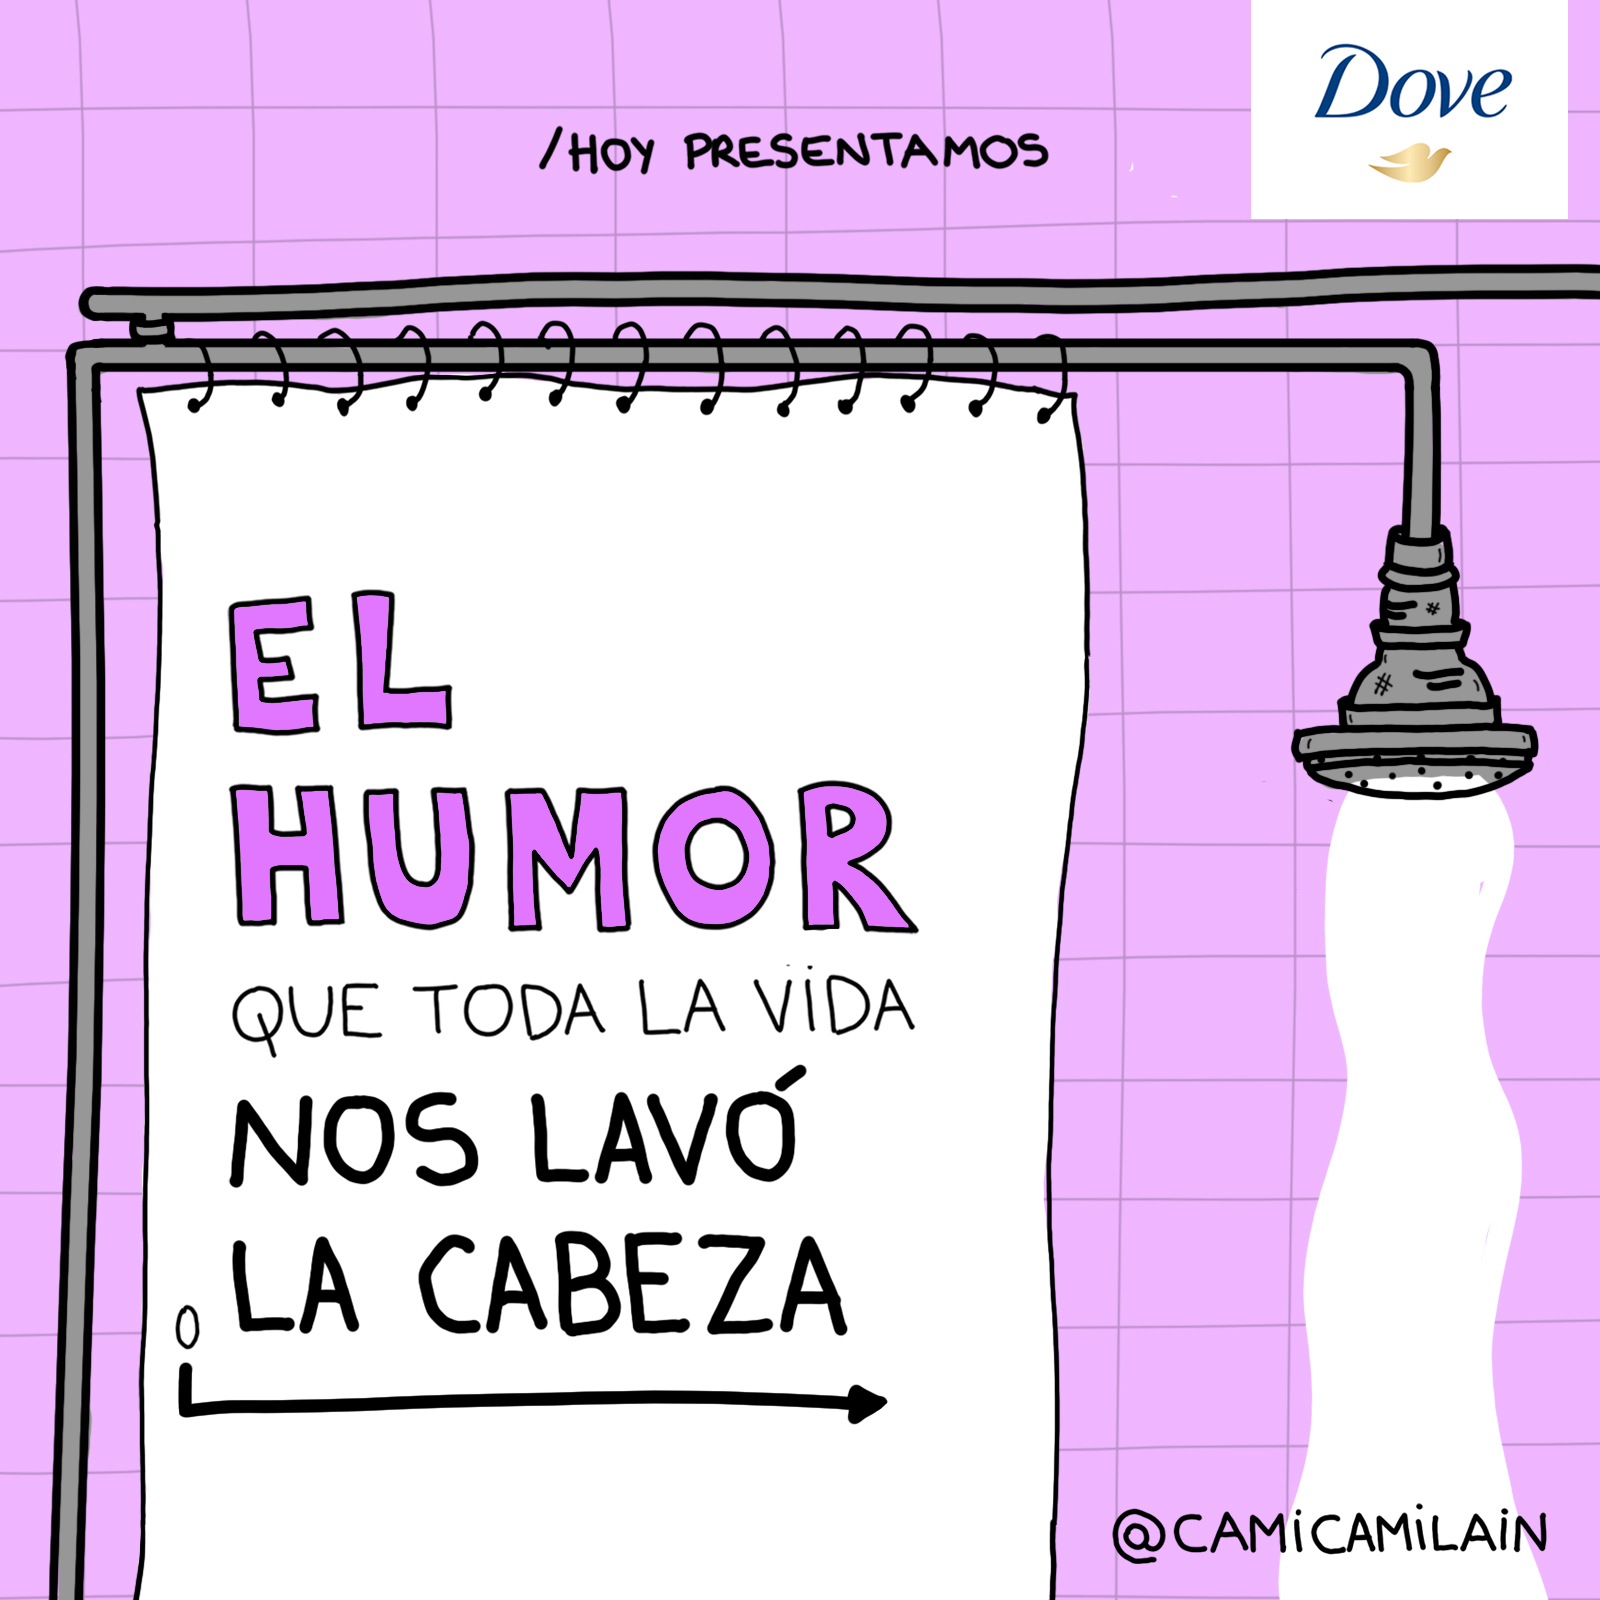 Dove
/HOY PRESENTAMOS
EL
HUMOR
QUE TODA LA VIDA
NOS LAVÓ
LA CABEZA
0
@CAMICAMILAIN